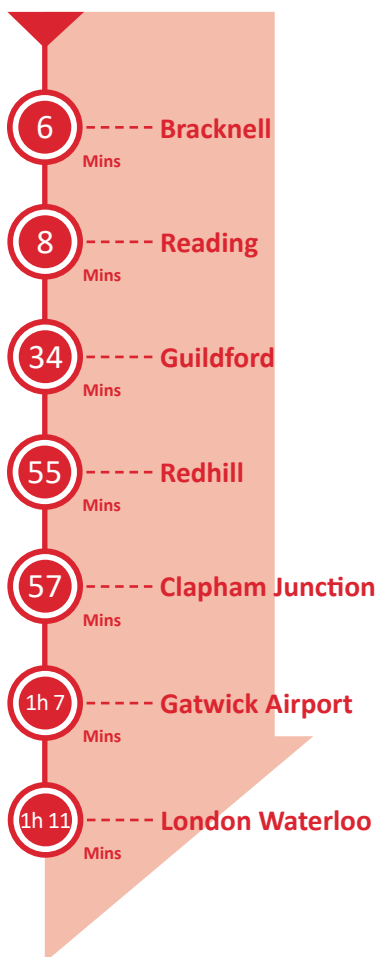 6 Bracknell
Mins
8 Reading
Mins
34 Guildford
Mins
55 Redhill
Mins
57 Clapham Junction
Mins
1h 7 Gatwick Airport
Mins
1h 11 London Waterloo
Mins